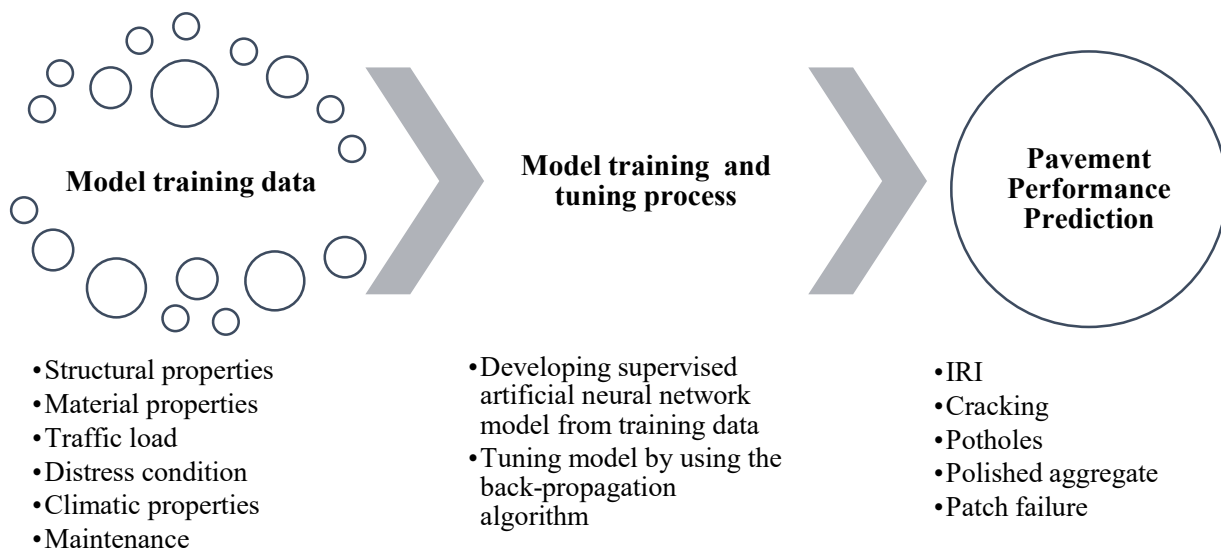 Model training data
Model training and
tuning process
Pavement
Performance
Prediction
•Structural properties
•Material properties
•Traffic load
•Distress condition
•Climatic properties
•Maintenance
•Developing supervised
artificial neural network
model from training data
•Tuning model by using the
back-propagation
algorithm
•IRI
•Cracking
•Potholes
•Polished aggregate
•Patch failure